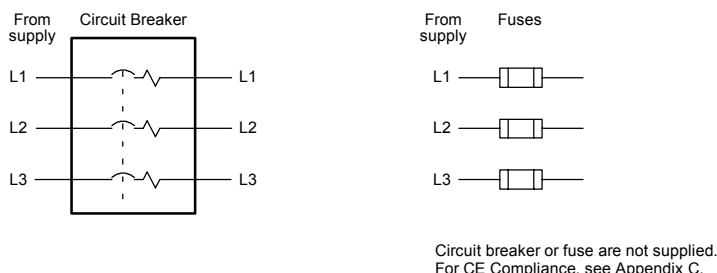 From supply
Circuit Breaker
L1
L1
L2
L2
L3
L3
From supply
Fuses
L1
L2
L3
Circuit breaker or fuse are not supplied.
For CE Compliance, see Appendix C.